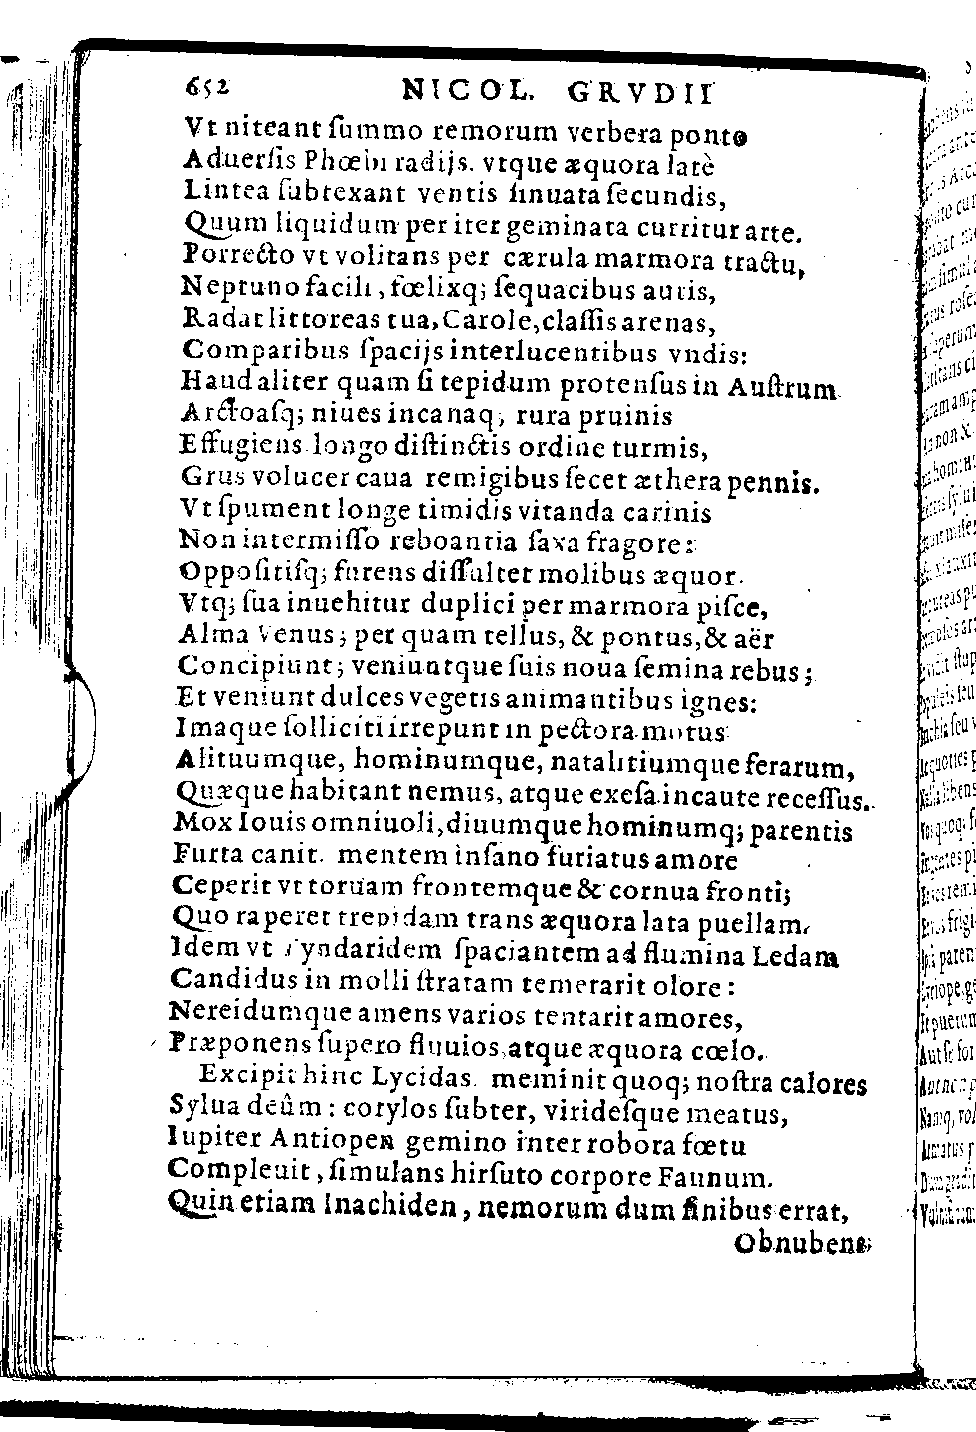 652 NICOL. GRVDII
Vt niteant ſummo remorum verbera ponto
Aduerſis Phœbi radijs. vtque æquora latè
Lintea ſubtexant ventis ſinuata ſecundis,
Quum liquidum per iter geminata curritur arte.
Porrecto vt volitans per cærula marmora tractu,
Neptuno facili, fœlixq; ſequacibus auris,
Radat littoreas tua, Carole, claſſis arenas,
Comparibus ſpacijs interlucentibus vndis:
Haud aliter quam ſi tepidum protenſus in Auſtrum
Arctoaſq; niues incanaq; rura pruinis
Effugiens longo diſtinctis ordine turmis,
Grus volucer caua remigibus ſecet æthera pennis.
Vt ſpument longe timidis vitanda carinis
Non intermiſſo reboantia ſaxa fragore:
Oppoſitiſq; furens diſſultet molibus æquor.
Vtq; ſua inuehitur duplici per marmora piſce,
Alma Venus; per quam tellus, & pontus, & aër
Concipiunt; veniuntque ſuis noua ſemina rebus;
Et veniunt dulces vegetis animantibus ignes:
Imaque ſolliciti irrepunt in pectora motus
Alituumque, hominumque, natalitiumque ferarum,
Quæque habitant nemus, atque exeſa incaute receſſus.
Mox Iouis omniuoli, diuumque hominumq; parentis
Furta canit. mentem inſano furiatus amore
Ceperit vt toruam frontemque & cornua fronti;
Quo raperet trepidam trans æquora lata puellam,
Idem vt Tyndaridem ſpaciantem ad flumina Ledam
Candidus in molli ſtratam temerarit olore:
Nereidumque amens varios tentarit amores,
Præponens ſupero fluuios, atque æquora cœlo.
Excipit hinc Lycidas. meminit quoq; noſtra calores
Sylua deûm: corylos ſubter, virideſque meatus,
Iupiter Antiopen gemino inter robora fœtu
Compleuit, ſimulans hirſuto corpore Faunum.
Quin etiam Inachiden, nemorum dum finibus errat,
Obnubens